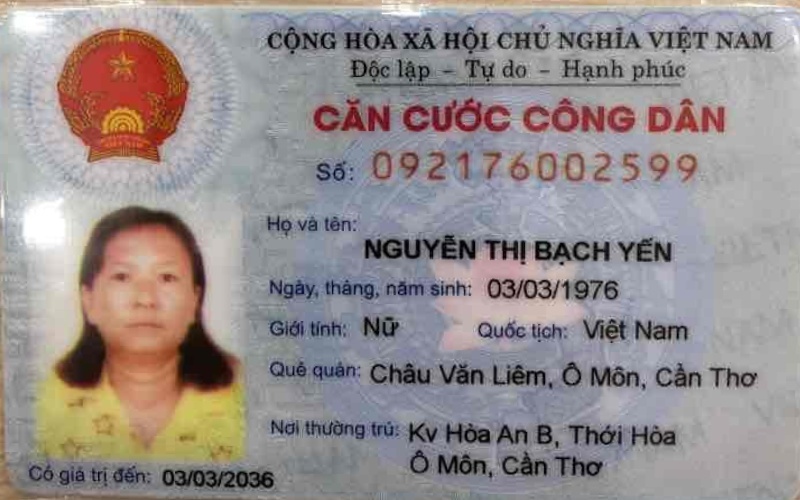 CỘNG HÒA XÃ HỘI CHỦ NGHĨA VIỆT NAM
Độc lập - Tự do - Hạnh phúc
CĂN CƯỚC CÔNG DÂN
Số: 092176002599
Họ và tên:
NGUYỄN THỊ BẠCH YẾN
Ngày, tháng, năm sinh: 03/03/1976
Giới tính: Nữ Quốc tịch: Việt Nam
Quê quán: Châu Văn Liêm, Ô Môn, Cần Thơ
Nơi thường trú: Kv Hòa An B, Thới Hòa
Ô Môn, Cần Thơ
Có giá trị đến: 03/03/2036